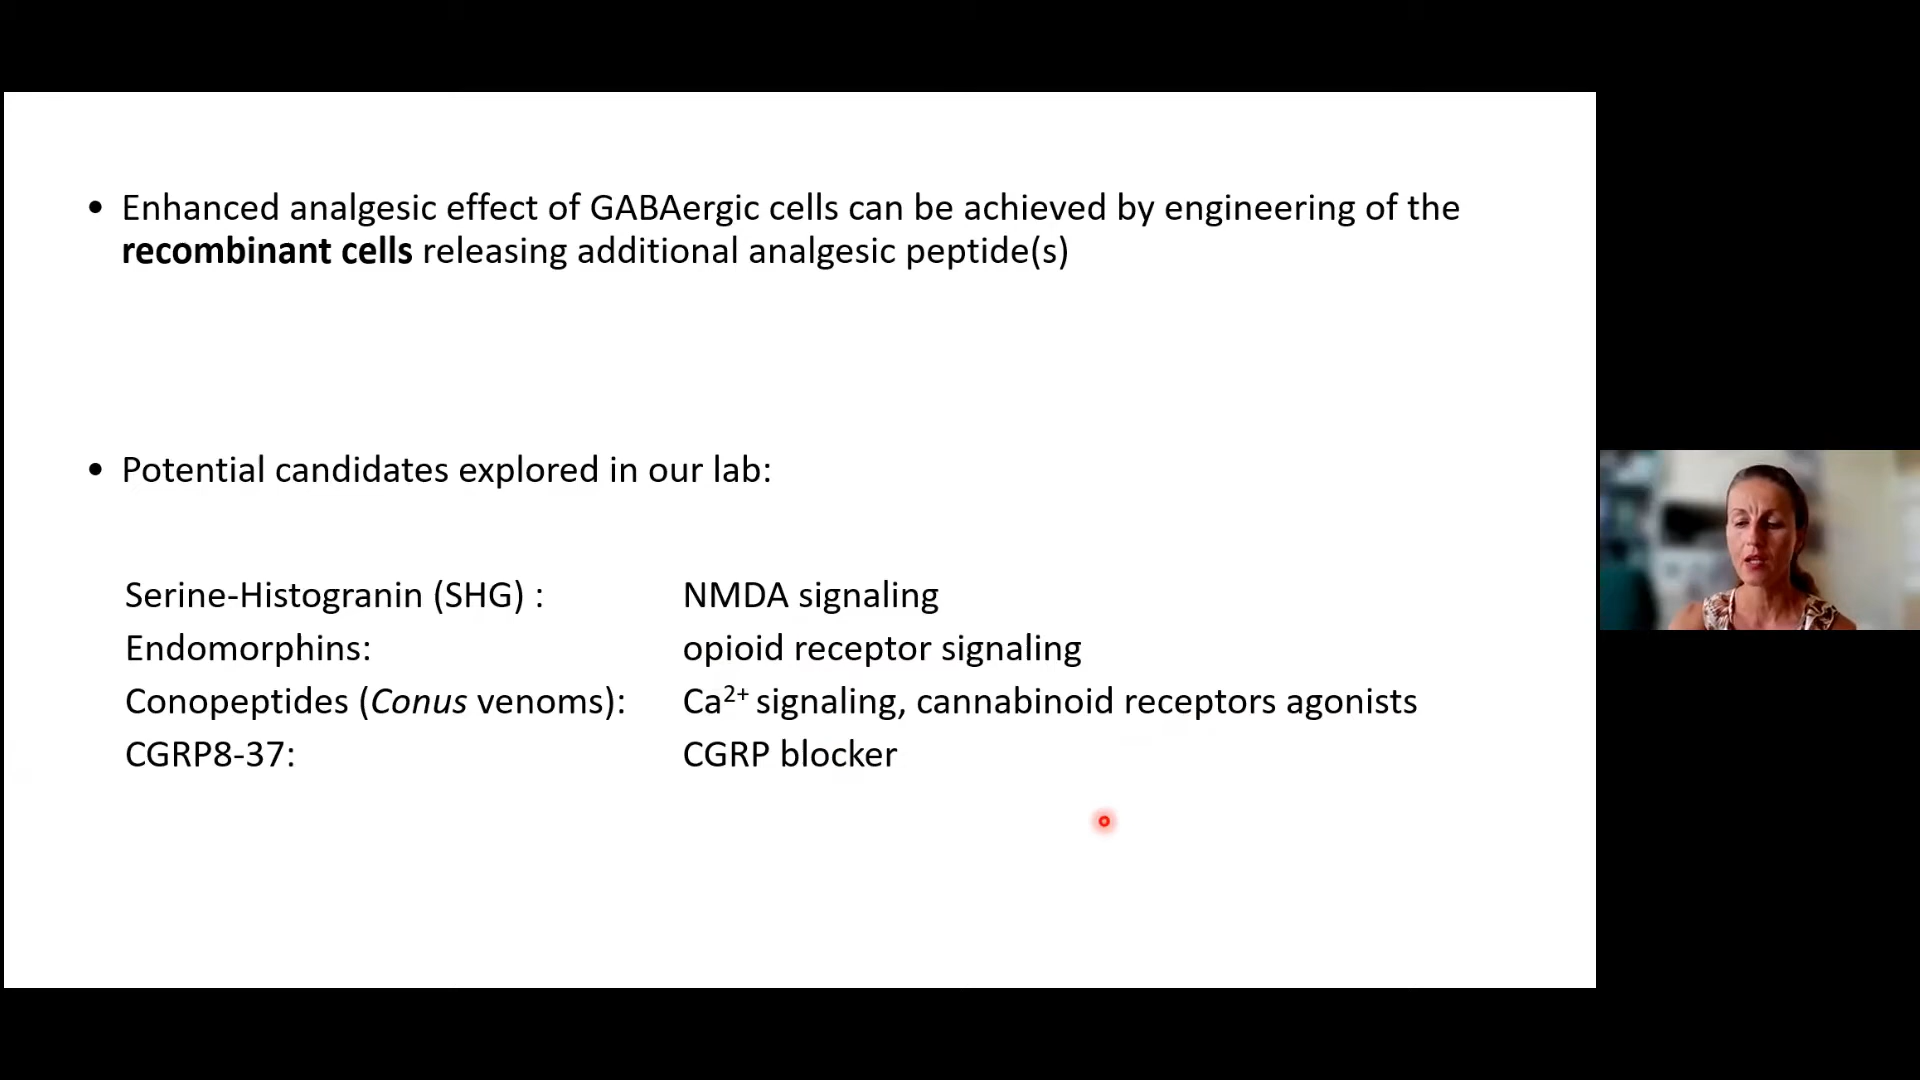 • Enhanced analgesic effect of GABAergic cells can be achieved by engineering of the
recombinant cells releasing additional analgesic peptide(s)
• Potential candidates explored in our lab:
Serine-Histogranin (SHG) : NMDA signaling
Endomorphins: opioid receptor signaling
Conopeptides (Conus venoms): Ca²⁺ signaling, cannabinoid receptors agonists
CGRP8-37: CGRP blocker